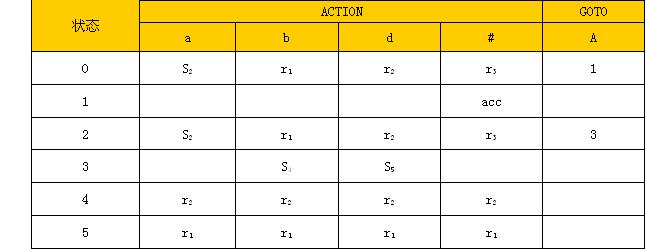 状态 ACTION GOTO
a b d # A
0 S₂ r₁ r₂ r₃ 1
1 acc
2 S₂ r₁ r₂ r₃ 3
3 S₄ S₅
4 r₂ r₂ r₂ r₂
5 r₁ r₁ r₁ r₁